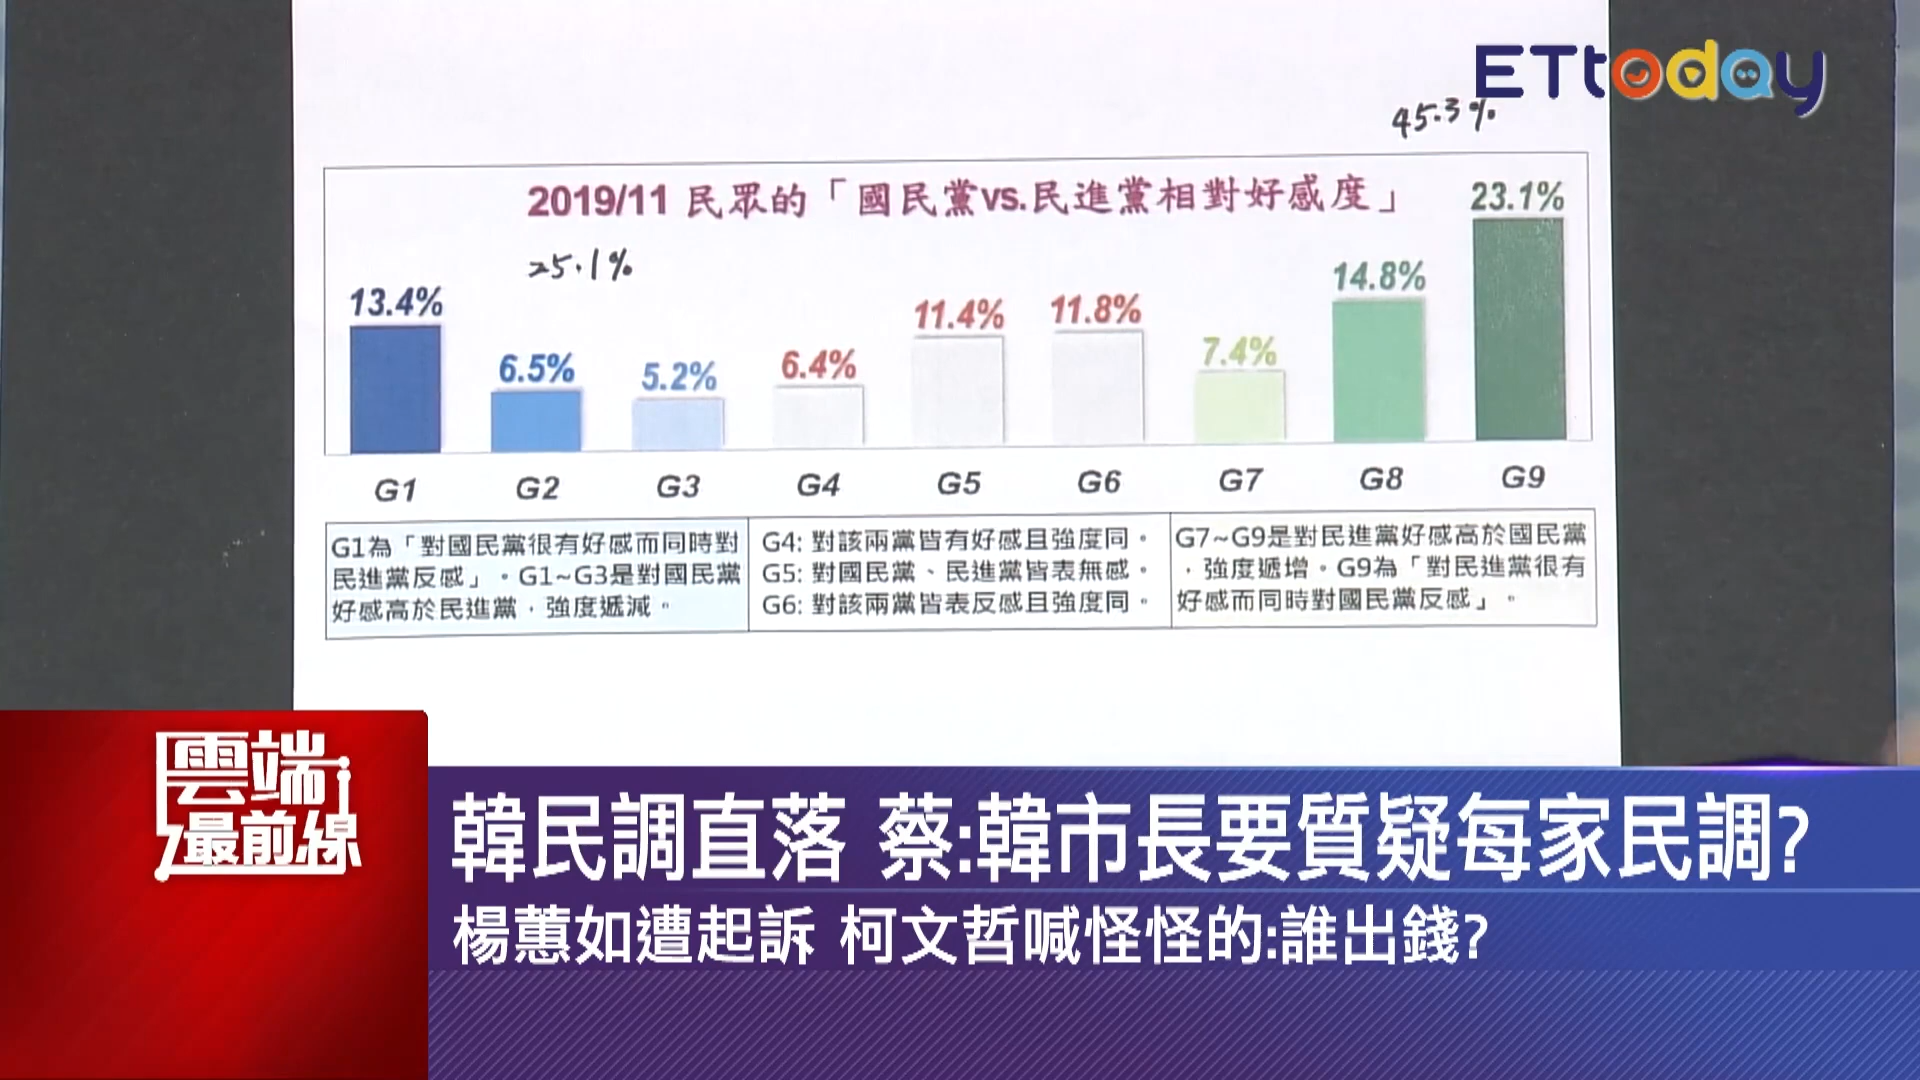 ETtoday
45.3%
2019/11 民眾的「國民黨vs.民進黨相對好感度」
25.1%
13.4%
6.5%
5.2%
6.4%
11.4%
11.8%
7.4%
14.8%
23.1%
G1 G2 G3 G4 G5 G6 G7 G8 G9
G1為「對國民黨很有好感而同時對
民進黨反感」。G1~G3是對國民黨
好感高於民進黨，強度遞減。
G4: 對該兩黨皆有好感且強度同。
G5: 對國民黨、民進黨皆表無感。
G6: 對該兩黨皆表反感且強度同。
G7~G9是對民進黨好感高於國民黨
，強度遞增。G9為「對民進黨很有
好感而同時對國民黨反感」。
雲端
最前線
韓民調直落 蔡:韓市長要質疑每家民調?
楊蕙如遭起訴 柯文哲喊怪怪的:誰出錢?